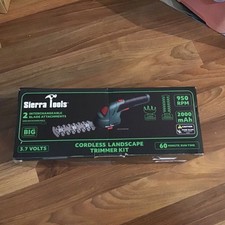 Sierra Tools
2 INTERCHANGEABLE
BLADE ATTACHMENTS
BIG
3.7 VOLTS
CORDLESS LANDSCAPE
TRIMMER KIT
950
RPM
2000
mAh
60 MINUTE RUN TIME